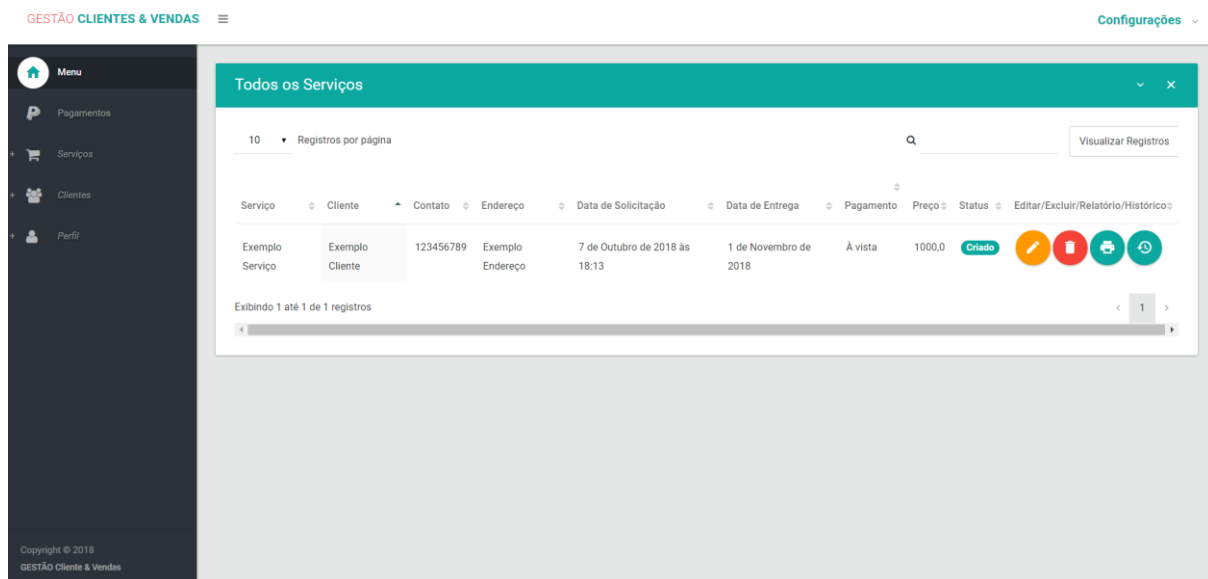 GESTÃO CLIENTES & VENDAS
Configurações
Menu
Pagamentos
Serviços
Clientes
Perfil
Todos os Serviços
10 Registros por página
Visualizar Registros
Serviço Cliente Contato Endereço Data de Solicitação Data de Entrega Pagamento Preço Status Editar/Excluir/Relatório/Histórico
Exemplo Exemplo 123456789 Exemplo 7 de Outubro de 2018 às 1 de Novembro de À vista 1000,0 Criado
Serviço Cliente Endereço 18:13 2018
Exibindo 1 até 1 de 1 registros
1
Copyright © 2018
GESTÃO Cliente & Vendas